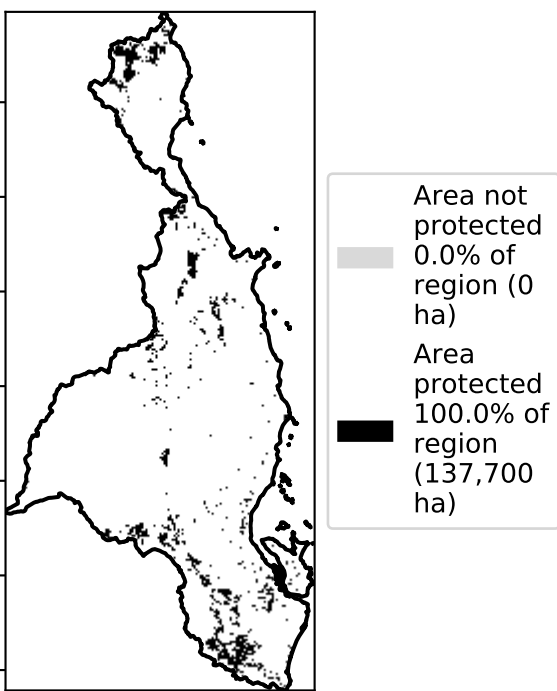 Area not
protected
0.0% of
region (0
ha)
Area
protected
100.0% of
region
(137,700
ha)